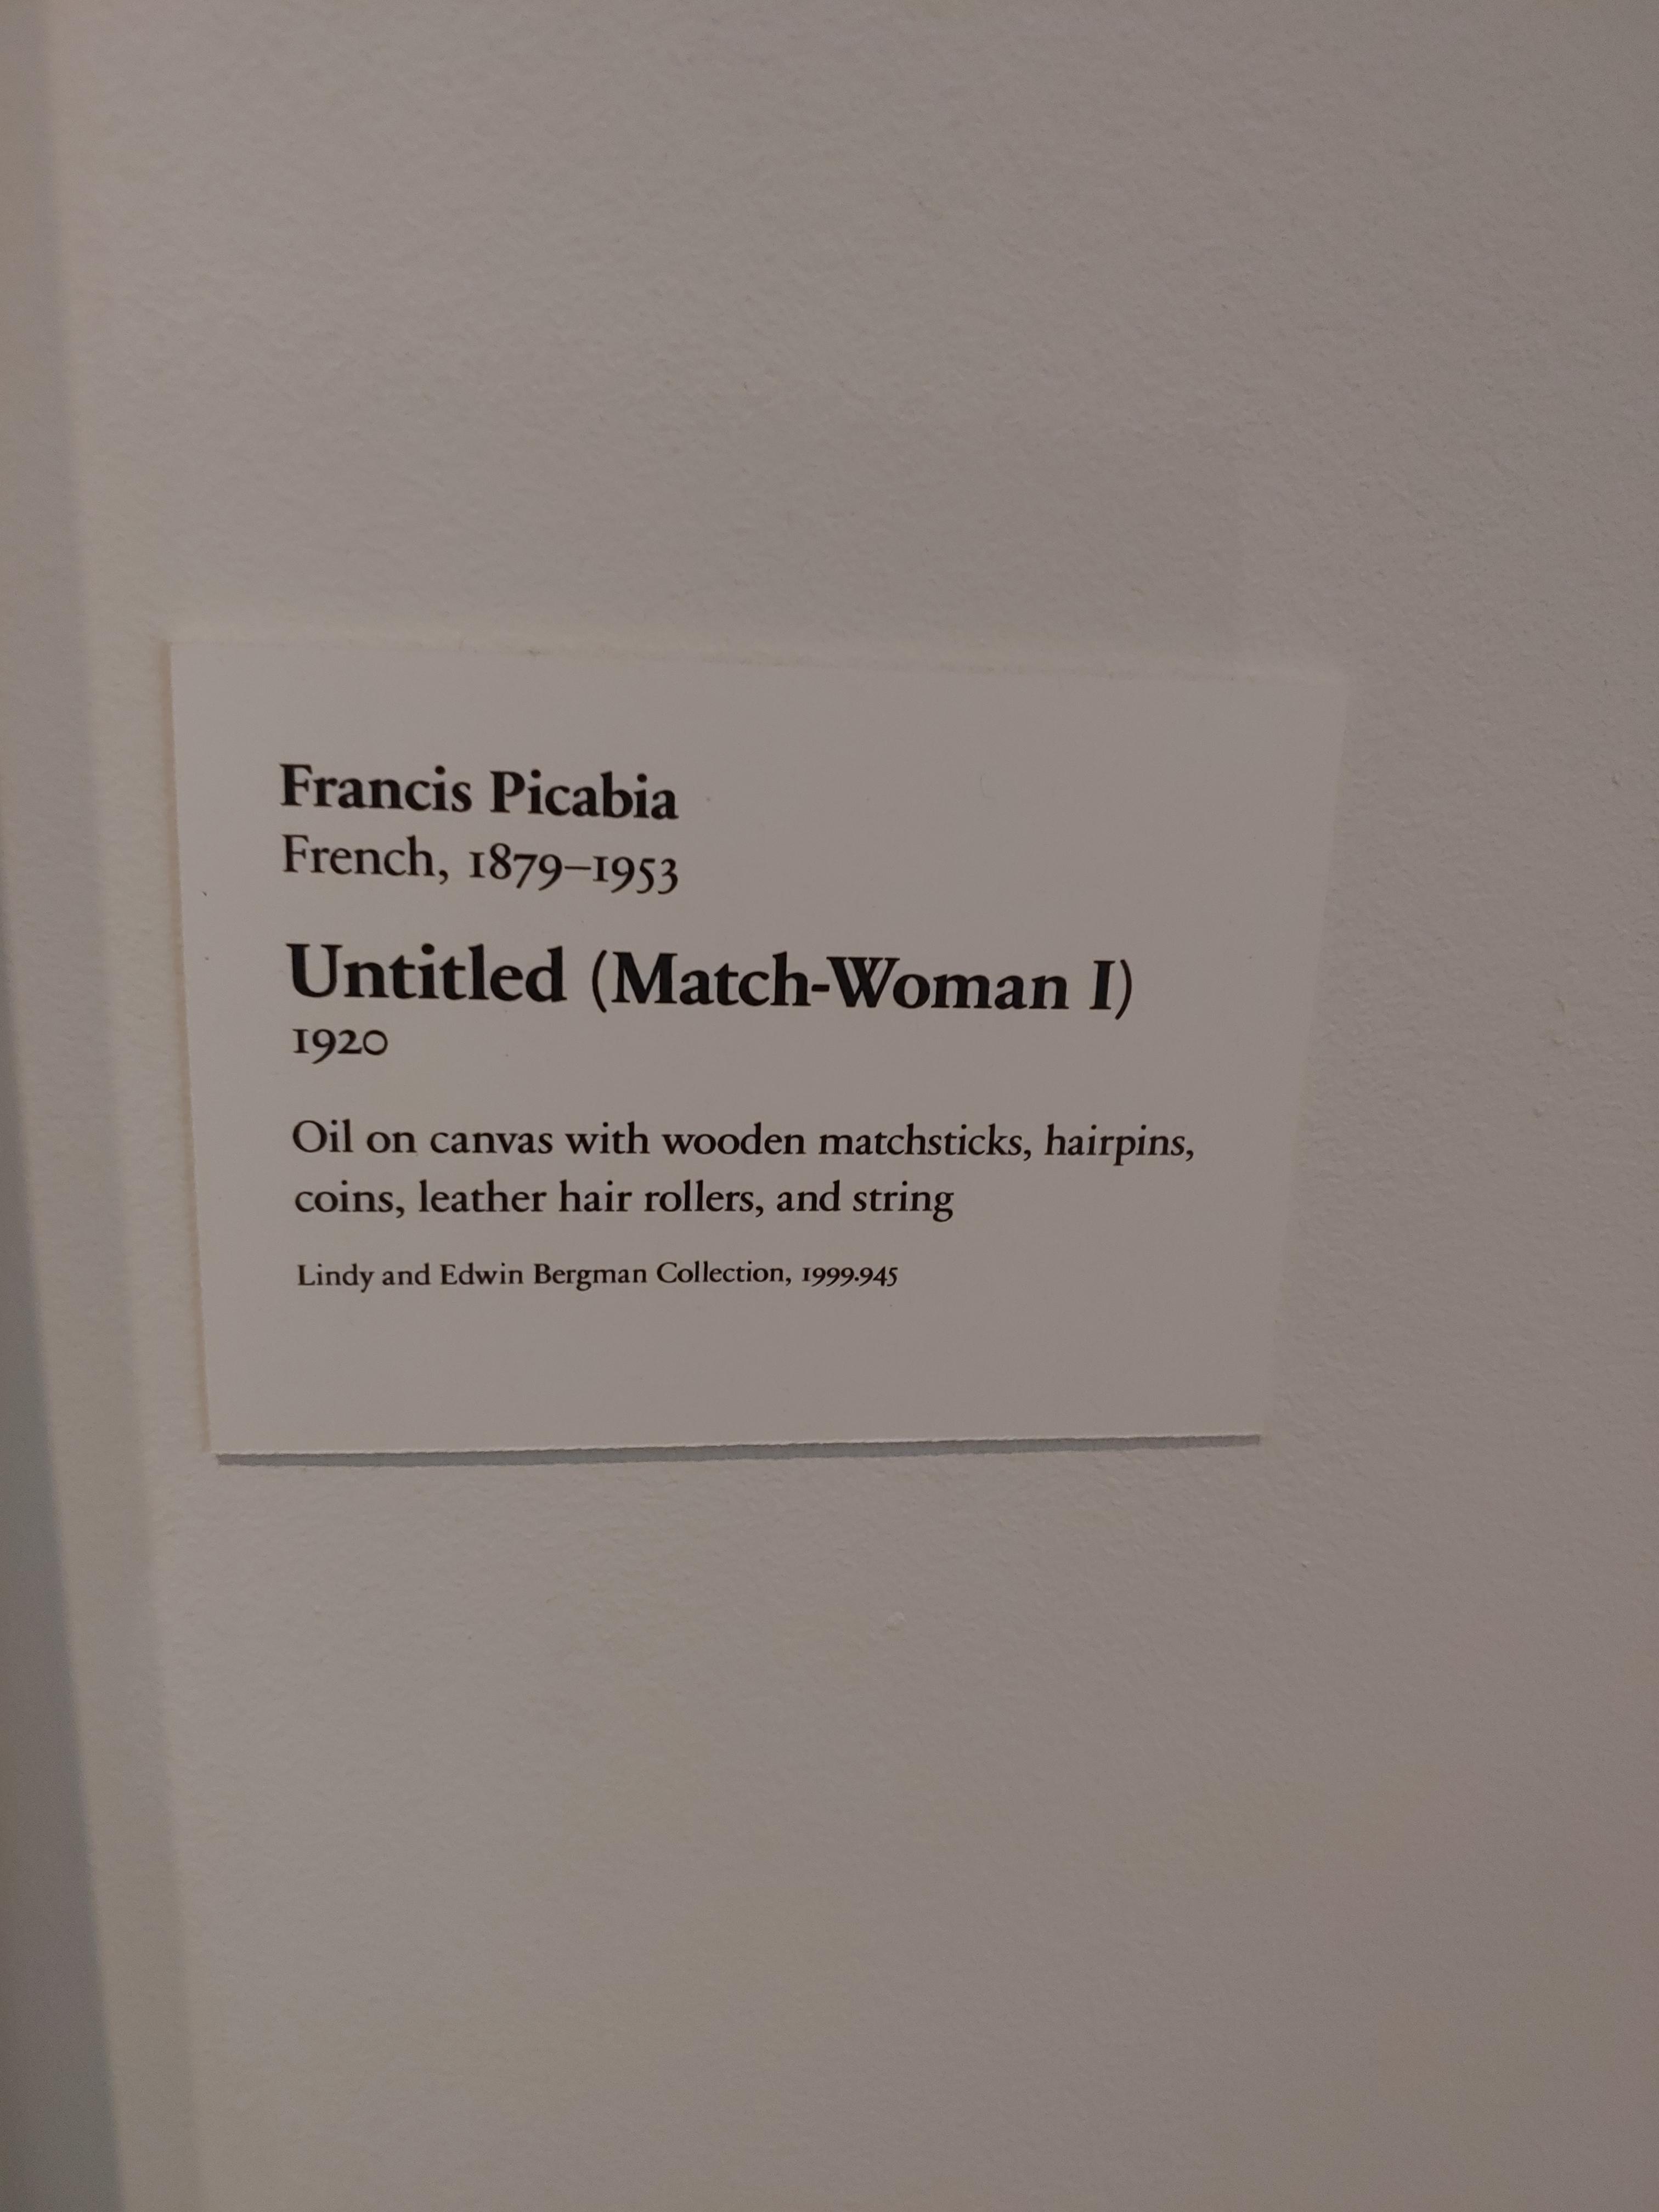 Francis Picabia
French, 1879–1953
Untitled (Match-Woman I)
1920
Oil on canvas with wooden matchsticks, hairpins,
coins, leather hair rollers, and string
Lindy and Edwin Bergman Collection, 1999.945